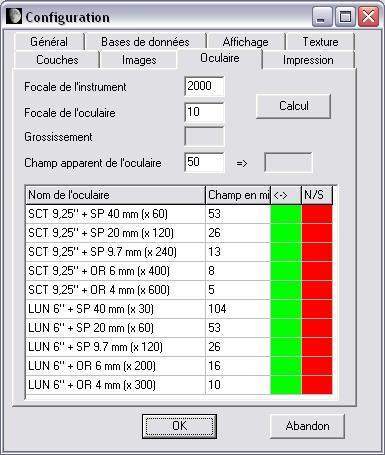 Configuration
Général Bases de données Affichage Texture
Couches Images Oculaire Impression
Focale de l'instrument 2000
Focale de l'oculaire 10
Calcul
Grossissement
Champ apparent de l'oculaire 50 =>
Nom de l'oculaire Champ en mi <-> N/S
SCT 9,25" + SP 40 mm (x 60) 53
SCT 9,25" + SP 20 mm (x 120) 26
SCT 9,25" + SP 9.7 mm (x 240) 13
SCT 9,25" + OR 6 mm (x 400) 8
SCT 9,25" + OR 4 mm (x 600) 5
LUN 6" + SP 40 mm (x 30) 104
LUN 6" + SP 20 mm (x 60) 53
LUN 6" + SP 9.7 mm (x 120) 26
LUN 6" + OR 6 mm (x 200) 16
LUN 6" + OR 4 mm (x 300) 10
OK Abandon